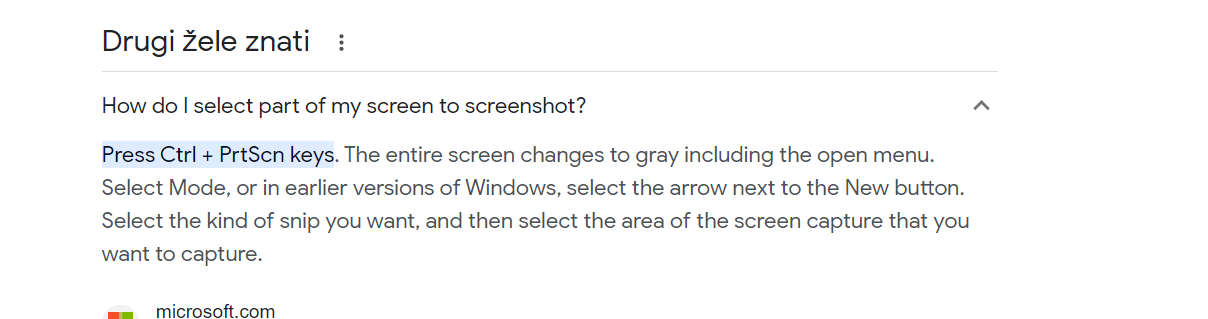 Drugi žele znati
How do I select part of my screen to screenshot?
Press Ctrl + PrtScn keys. The entire screen changes to gray including the open menu.
Select Mode, or in earlier versions of Windows, select the arrow next to the New button.
Select the kind of snip you want, and then select the area of the screen capture that you
want to capture.
microsoft.com